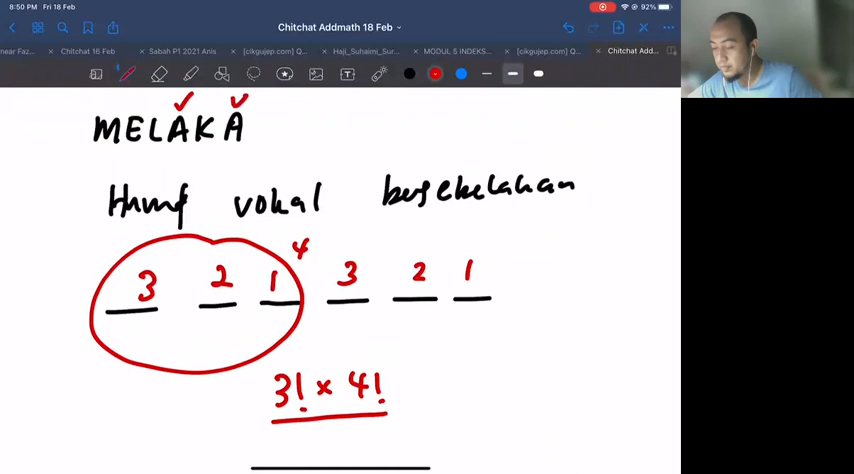 8:50 PM Fri 18 Feb
92%
Chitchat Addmath 18 Feb
near Faz... Chitchat 16 Feb Sabah P1 2021 Anis [cikgujep.com] Q... Haji_Suhaimi_Sur... MODUL 5 INDEKS... [cikgujep.com] Q... Chitchat Add...
MELAKA
Huruf vokal bersebelahan
4
3 2 1 3 2 1
3! × 4!